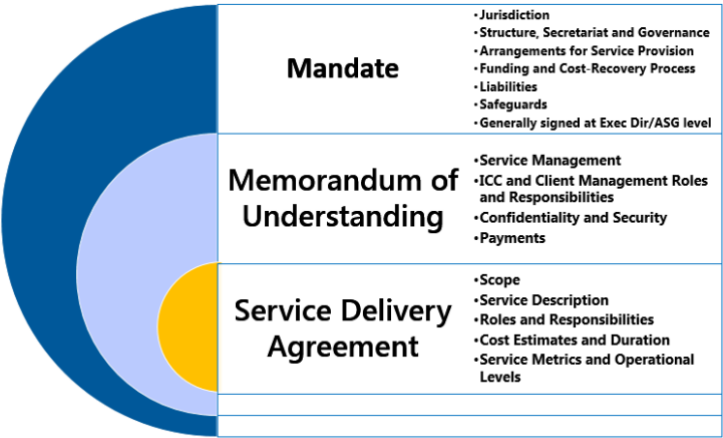 Mandate
•Jurisdiction
•Structure, Secretariat and Governance
•Arrangements for Service Provision
•Funding and Cost-Recovery Process
•Liabilities
•Safeguards
•Generally signed at Exec Dir/ASG level
Memorandum of
Understanding
•Service Management
•ICC and Client Management Roles
and Responsibilities
•Confidentiality and Security
•Payments
Service Delivery
Agreement
•Scope
•Service Description
•Roles and Responsibilities
•Cost Estimates and Duration
•Service Metrics and Operational
Levels